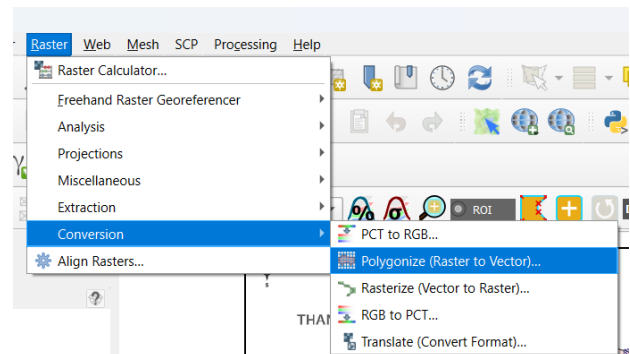 Raster Web Mesh SCP Processing Help
Raster Calculator...
Freehand Raster Georeferencer
Analysis
Projections
Miscellaneous
Extraction
ROI
Conversion
PCT to RGB...
Align Rasters...
Polygonize (Raster to Vector)...
Rasterize (Vector to Raster)...
RGB to PCT...
Translate (Convert Format)...